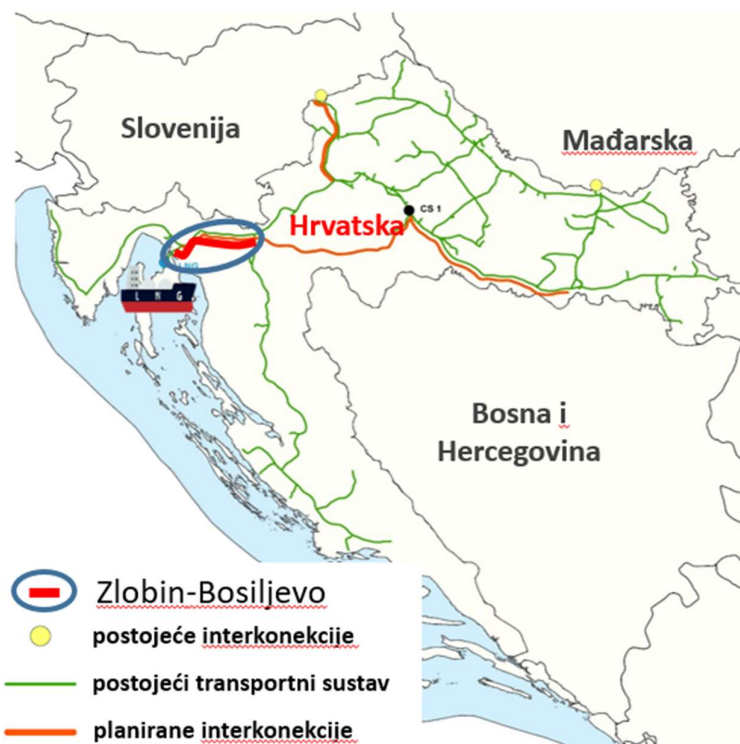 Slovenija
Mađarska
CS 1
Hrvatska
LNG
L N G
Bosna i
Hercegovina
Zlobin-Bosiljevo
postojeće interkonekcije
postojeći transportni sustav
planirane interkonekcije